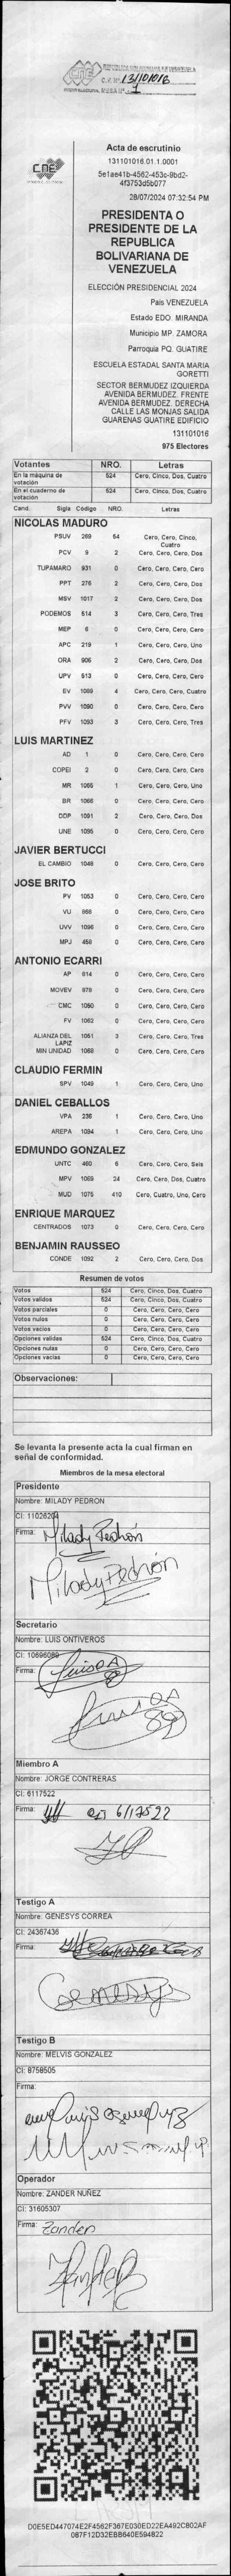 CNE
C.V. Nº 131101016
MESA Nº 1
CNE
Acta de escrutinio
131101016.01.1.0001
28/07/2024 07:32:54 PM
PRESIDENTA O
PRESIDENTE DE LA
REPUBLICA
BOLIVARIANA DE
VENEZUELA
ELECCIÓN PRESIDENCIAL 2024
Pais VENEZUELA
Estado EDO. MIRANDA
Municipio MP. ZAMORA
Parroquia PQ. GUATIRE
ESCUELA ESTADAL SANTA MARIA
GORETTI
SECTOR BERMUDEZ IZQUIERDA
AVENIDA BERMUDEZ. FRENTE
AVENIDA BERMUDEZ. DERECHA
CALLE LAS MONJAS SALIDA
GUARENAS GUATIRE EDIFICIO
131101016
975 Electores
Votantes NRO. Letras
En la máquina de votación 524 Cero, Cinco, Dos, Cuatro
En el cuaderno de votación 524 Cero, Cinco, Dos, Cuatro
Cand. Sigla Codigo NRO. Letras
NICOLAS MADURO
PSUV 269 54 Cero, Cero, Cinco, Cuatro
PCV 9 2 Cero, Cero, Cero, Dos
TUPAMARO 931 0 Cero, Cero, Cero, Cero
PPT 276 2 Cero, Cero, Cero, Dos
MSV 1017 2 Cero, Cero, Cero, Dos
PODEMOS 514 3 Cero, Cero, Cero, Tres
MEP 6 0 Cero, Cero, Cero, Cero
APC 219 1 Cero, Cero, Cero, Uno
ORA 906 2 Cero, Cero, Cero, Dos
UPV 513 0 Cero, Cero, Cero, Cero
EV 1089 4 Cero, Cero, Cero, Cuatro
PVV 1090 0 Cero, Cero, Cero, Cero
PFV 1093 3 Cero, Cero, Cero, Tres
LUIS MARTINEZ
AD 1 0 Cero, Cero, Cero, Cero
COPEI 2 0 Cero, Cero, Cero, Cero
MR 1065 1 Cero, Cero, Cero, Uno
BR 1066 0 Cero, Cero, Cero, Cero
DDP 1091 2 Cero, Cero, Cero, Dos
UNE 1095 0 Cero, Cero, Cero, Cero
JAVIER BERTUCCI
EL CAMBIO 1048 0 Cero, Cero, Cero, Cero
JOSE BRITO
PV 1053 0 Cero, Cero, Cero, Cero
VU 868 0 Cero, Cero, Cero, Cero
UVV 1096 0 Cero, Cero, Cero, Cero
MPJ 458 0 Cero, Cero, Cero, Cero
ANTONIO ECARRI
AP 614 0 Cero, Cero, Cero, Cero
MOVEV 878 0 Cero, Cero, Cero, Cero
CMC 1050 0 Cero, Cero, Cero, Cero
FV 1062 0 Cero, Cero, Cero, Cero
ALIANZA DEL LAPIZ 1051 3 Cero, Cero, Cero, Tres
MIN UNIDAD 1068 0 Cero, Cero, Cero, Cero
CLAUDIO FERMIN
SPV 1049 1 Cero, Cero, Cero, Uno
DANIEL CEBALLOS
VPA 236 1 Cero, Cero, Cero, Uno
AREPA 1094 1 Cero, Cero, Cero, Uno
EDMUNDO GONZALEZ
UNTC 460 6 Cero, Cero, Cero, Seis
MPV 1069 24 Cero, Cero, Dos, Cuatro
MUD 1075 410 Cero, Cuatro, Uno, Cero
ENRIQUE MARQUEZ
CENTRADOS 1073 0 Cero, Cero, Cero, Cero
BENJAMIN RAUSSEO
CONDE 1092 2 Cero, Cero, Cero, Dos
Resumen de votos
Votos 524 Cero, Cinco, Dos, Cuatro
Votos validos 524 Cero, Cinco, Dos, Cuatro
Votos parciales 0 Cero, Cero, Cero, Cero
Votos nulos 0 Cero, Cero, Cero, Cero
Votos vacios 0 Cero, Cero, Cero, Cero
Opciones validas 524 Cero, Cinco, Dos, Cuatro
Opciones nulas 0 Cero, Cero, Cero, Cero
Opciones vacias 0 Cero, Cero, Cero, Cero
Observaciones:
Se levanta la presente acta la cual firman en
señal de conformidad.
Miembros de la mesa electoral
Presidente
Nombre: MILADY PEDRON
CI: 11026204
Firma: Milady Pedrón
Milady Pedrón
Secretario
Nombre: LUIS ONTIVEROS
CI: 10696089
Firma: Luis OA
Luis OA
Miembro A
Nombre: JORGE CONTRERAS
CI: 6117522
Firma: CI 6117522
Testigo A
Nombre: GENESYS CORREA
CI: 24367436
Firma:
Genesys
Testigo B
Nombre: MELVIS GONZALEZ
CI: 8758505
Firma:
Operador
Nombre: ZANDER NUÑEZ
CI: 31605307
Firma: Zander
D0E5ED447074E2F4562F367E030ED22EA492C802AF
087F12D32EBB640E594822